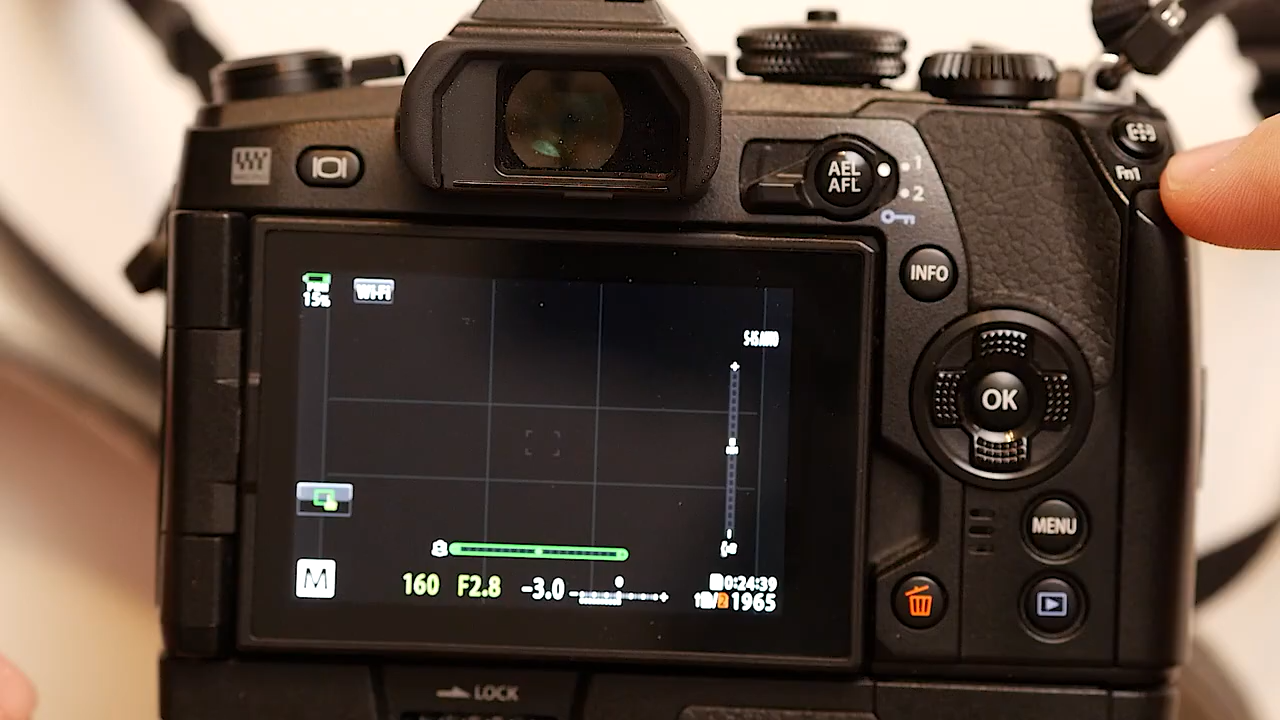 AEL
AFL
1
2
Fn1
INFO
15%
Wi-Fi
S-IS AUTO
OK
MENU
M
160 F2.8 -3.0
0:24:39
1965
LOCK